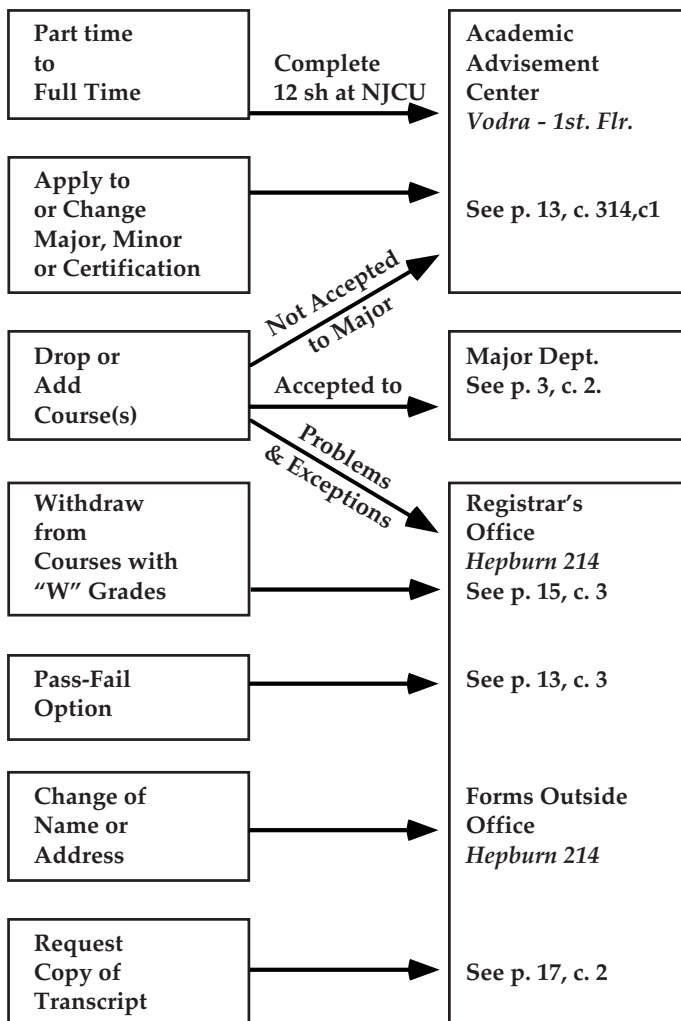 Part time
to
Full Time
Complete
12 sh at NJCU
Academic
Advisement
Center
Vodra - 1st. Flr.
Apply to
or Change
Major, Minor
or Certification
See p. 13, c. 314,c1
Not Accepted
to Major
Drop or
Add
Course(s)
Accepted to
Major Dept.
See p. 3, c. 2.
Problems
& Exceptions
Withdraw
from
Courses with
“W” Grades
Registrar’s
Office
Hepburn 214
See p. 15, c. 3
Pass-Fail
Option
See p. 13, c. 3
Change of
Name or
Address
Forms Outside
Office
Hepburn 214
Request
Copy of
Transcript
See p. 17, c. 2